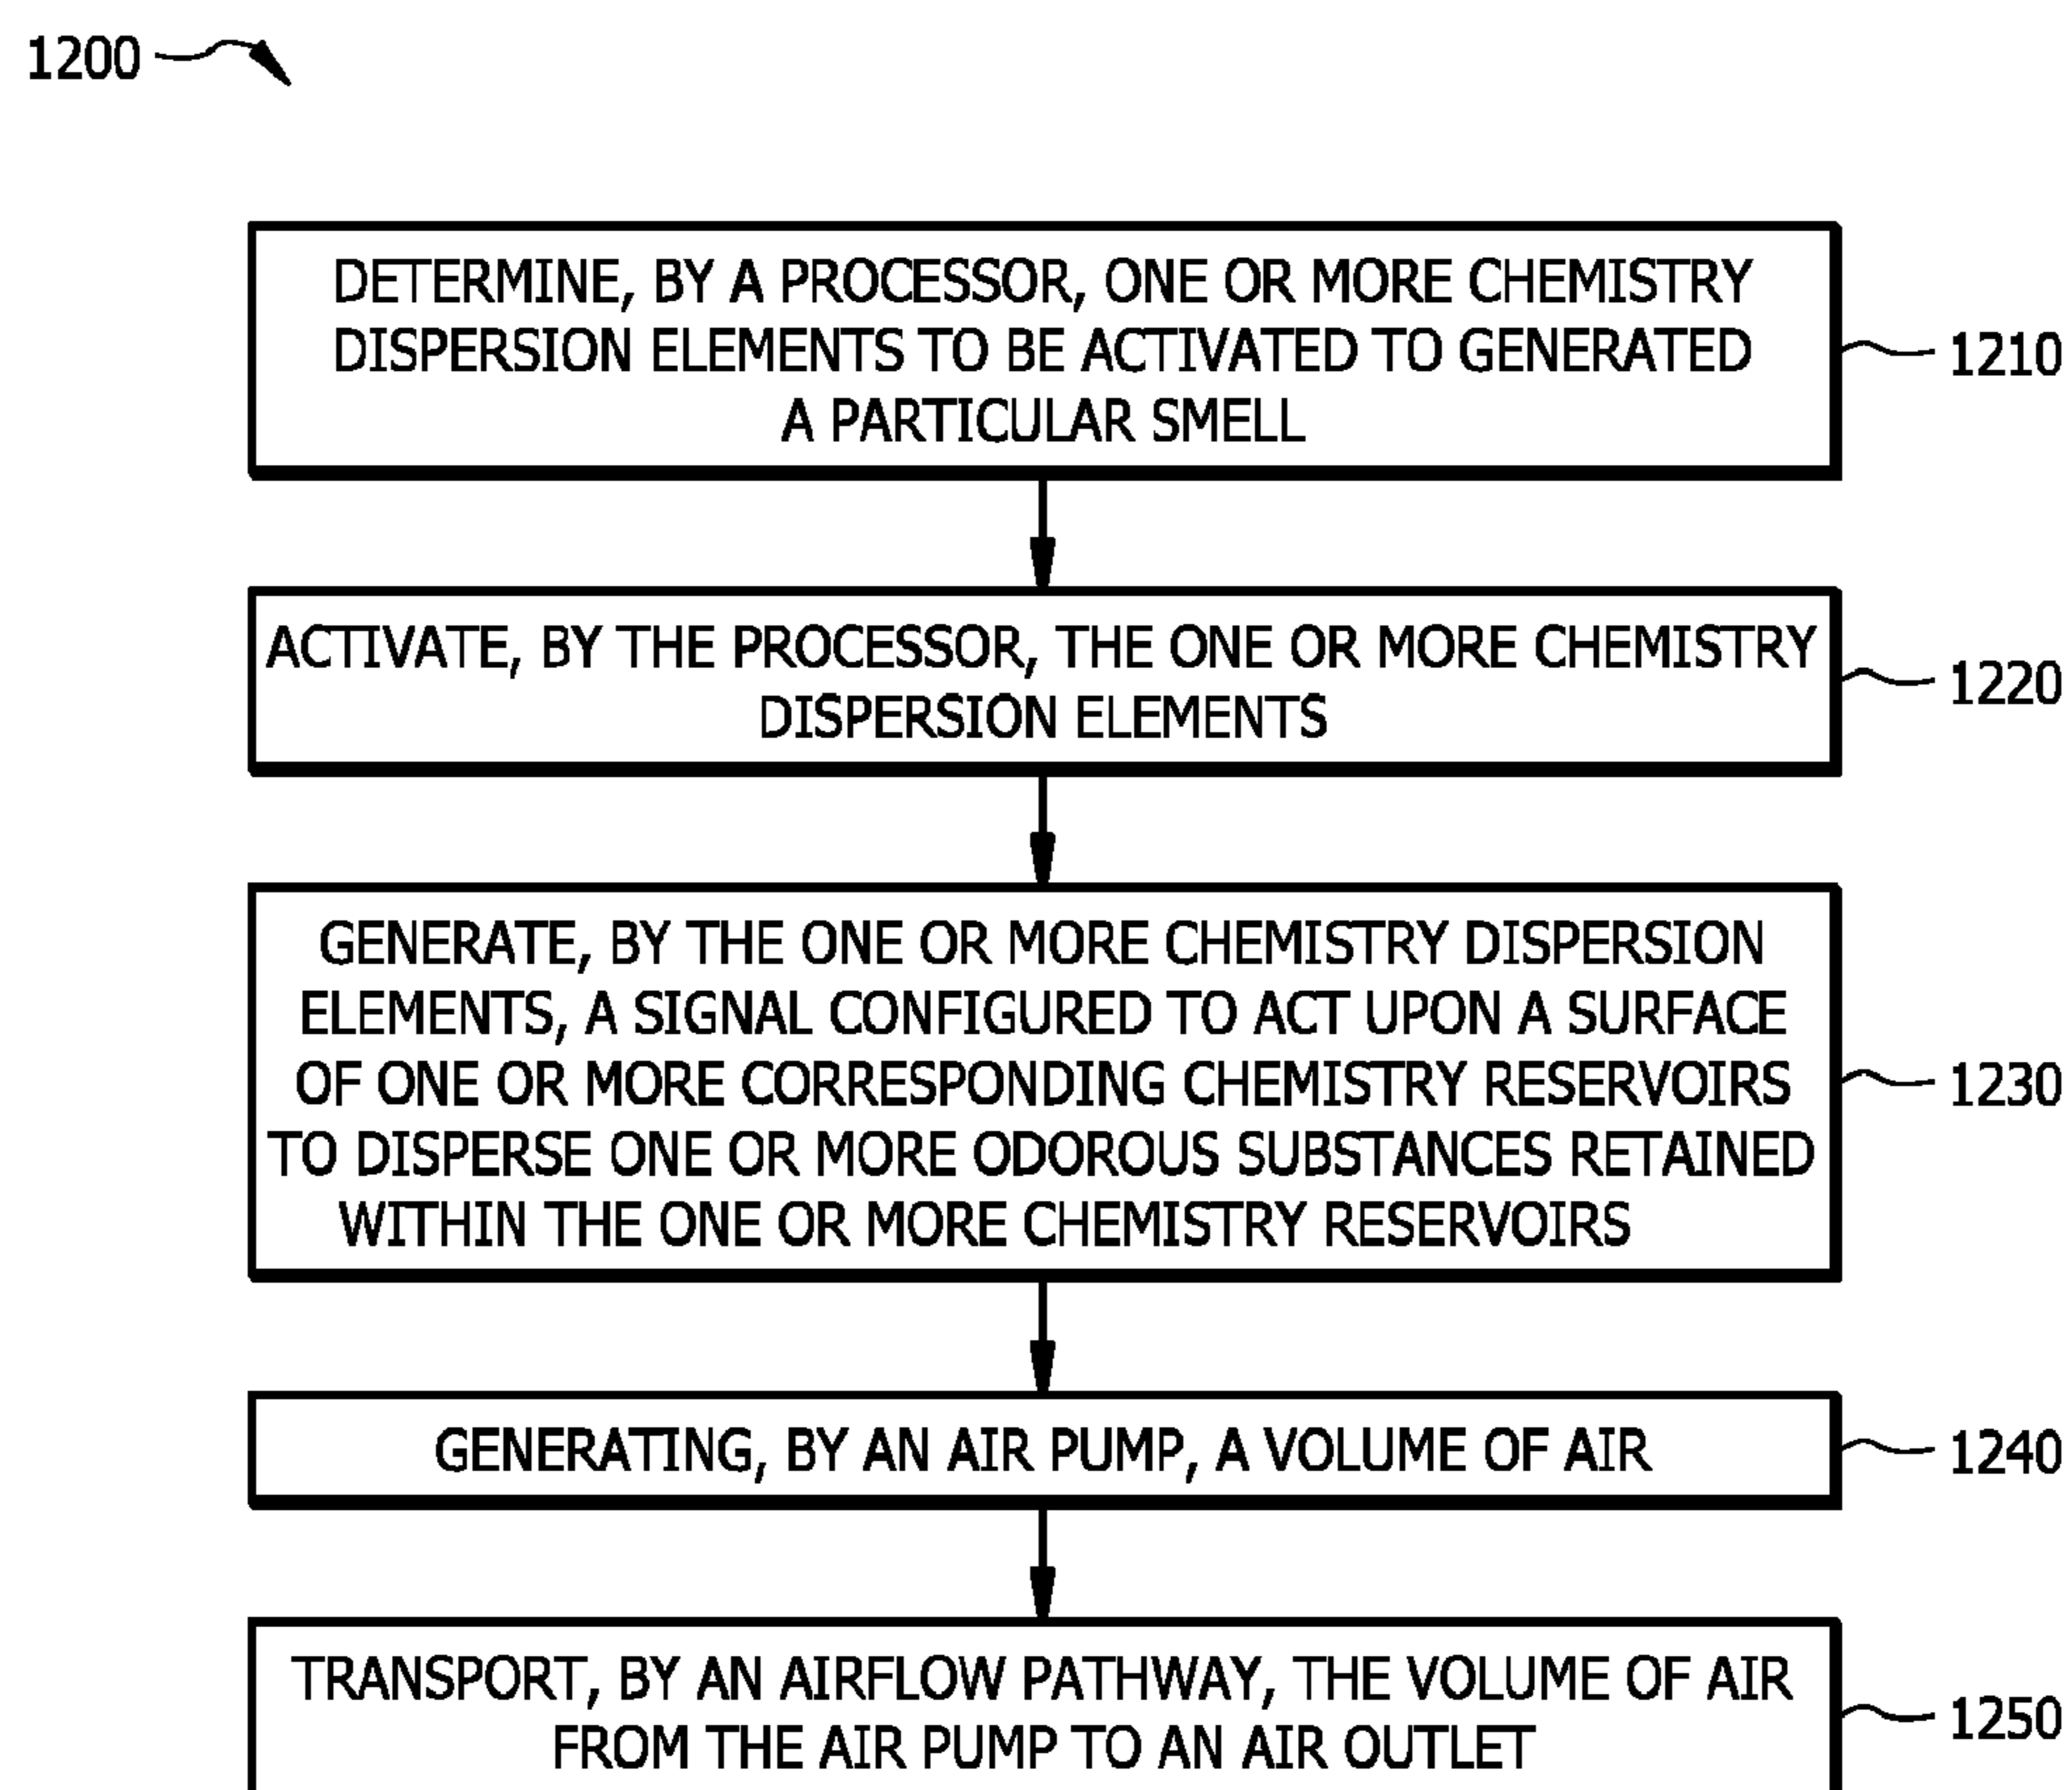 1200
DETERMINE, BY A PROCESSOR, ONE OR MORE CHEMISTRY
DISPERSION ELEMENTS TO BE ACTIVATED TO GENERATED
A PARTICULAR SMELL
1210
ACTIVATE, BY THE PROCESSOR, THE ONE OR MORE CHEMISTRY
DISPERSION ELEMENTS
1220
GENERATE, BY THE ONE OR MORE CHEMISTRY DISPERSION
ELEMENTS, A SIGNAL CONFIGURED TO ACT UPON A SURFACE
OF ONE OR MORE CORRESPONDING CHEMISTRY RESERVOIRS
TO DISPERSE ONE OR MORE ODOROUS SUBSTANCES RETAINED
WITHIN THE ONE OR MORE CHEMISTRY RESERVOIRS
1230
GENERATING, BY AN AIR PUMP, A VOLUME OF AIR
1240
TRANSPORT, BY AN AIRFLOW PATHWAY, THE VOLUME OF AIR
FROM THE AIR PUMP TO AN AIR OUTLET
1250